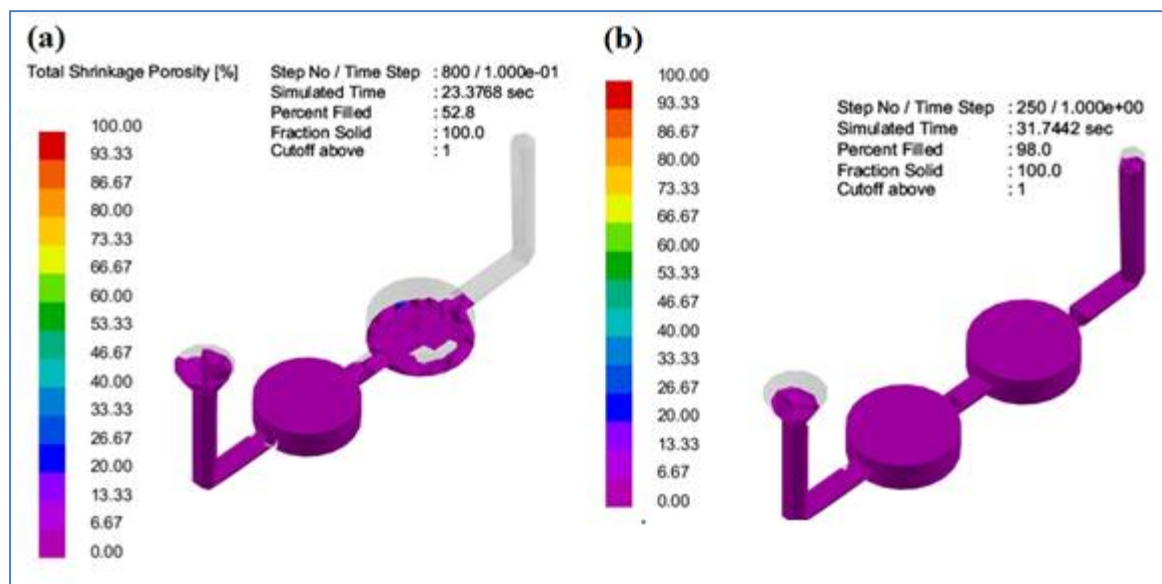 (a)
Total Shrinkage Porosity [%]
Step No / Time Step : 800 / 1.000e-01
Simulated Time : 23.3768 sec
Percent Filled : 52.8
Fraction Solid : 100.0
Cutoff above : 1
100.00
93.33
86.67
80.00
73.33
66.67
60.00
53.33
46.67
40.00
33.33
26.67
20.00
13.33
6.67
0.00
(b)
Step No / Time Step : 250 / 1.000e+00
Simulated Time : 31.7442 sec
Percent Filled : 98.0
Fraction Solid : 100.0
Cutoff above : 1
100.00
93.33
86.67
80.00
73.33
66.67
60.00
53.33
46.67
40.00
33.33
26.67
20.00
13.33
6.67
0.00